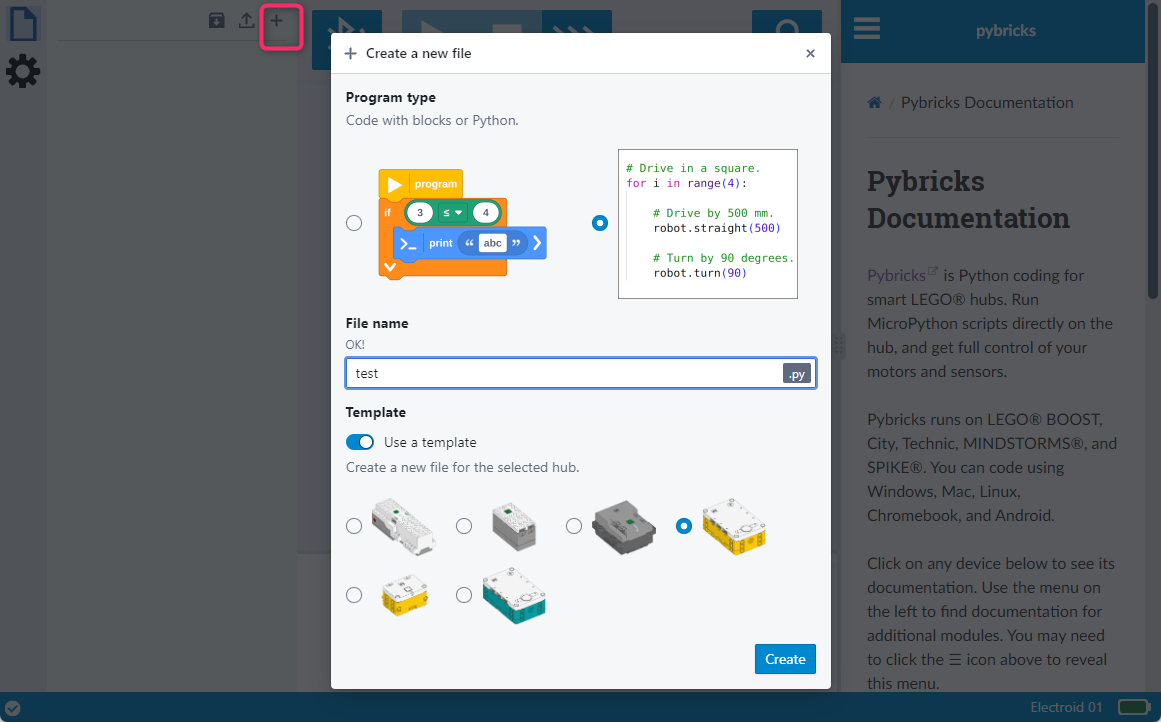 Create a new file
Program type
Code with blocks or Python.
program
if
3
≤
4
print
“ abc ”
# Drive in a square.
for i in range(4):
# Drive by 500 mm.
robot.straight(500)
# Turn by 90 degrees.
robot.turn(90)
File name
OK!
test
.py
Template
Use a template
Create a new file for the selected hub.
Create
pybricks
/ Pybricks Documentation
Pybricks
Documentation
Pybricks is Python coding for
smart LEGO® hubs. Run
MicroPython scripts directly on the
hub, and get full control of your
motors and sensors.
Pybricks runs on LEGO® BOOST,
City, Technic, MINDSTORMS®, and
SPIKE®. You can code using
Windows, Mac, Linux,
Chromebook, and Android.
Click on any device below to see its
documentation. Use the menu on
the left to find documentation for
additional modules. You may need
to click the ☰ icon above to reveal
this menu.
Electroid 01